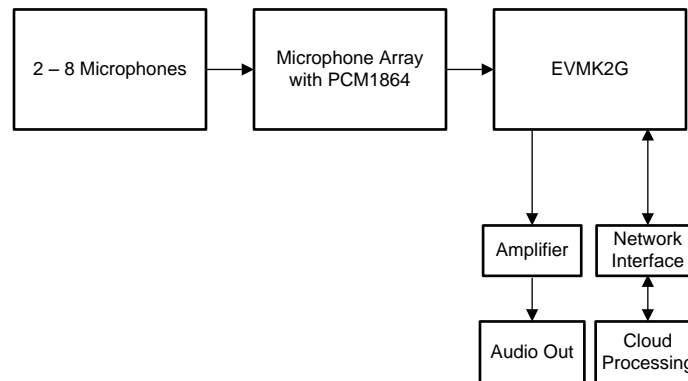 2 – 8 Microphones
Microphone Array
with PCM1864
EVMK2G
Amplifier
Network
Interface
Audio Out
Cloud
Processing